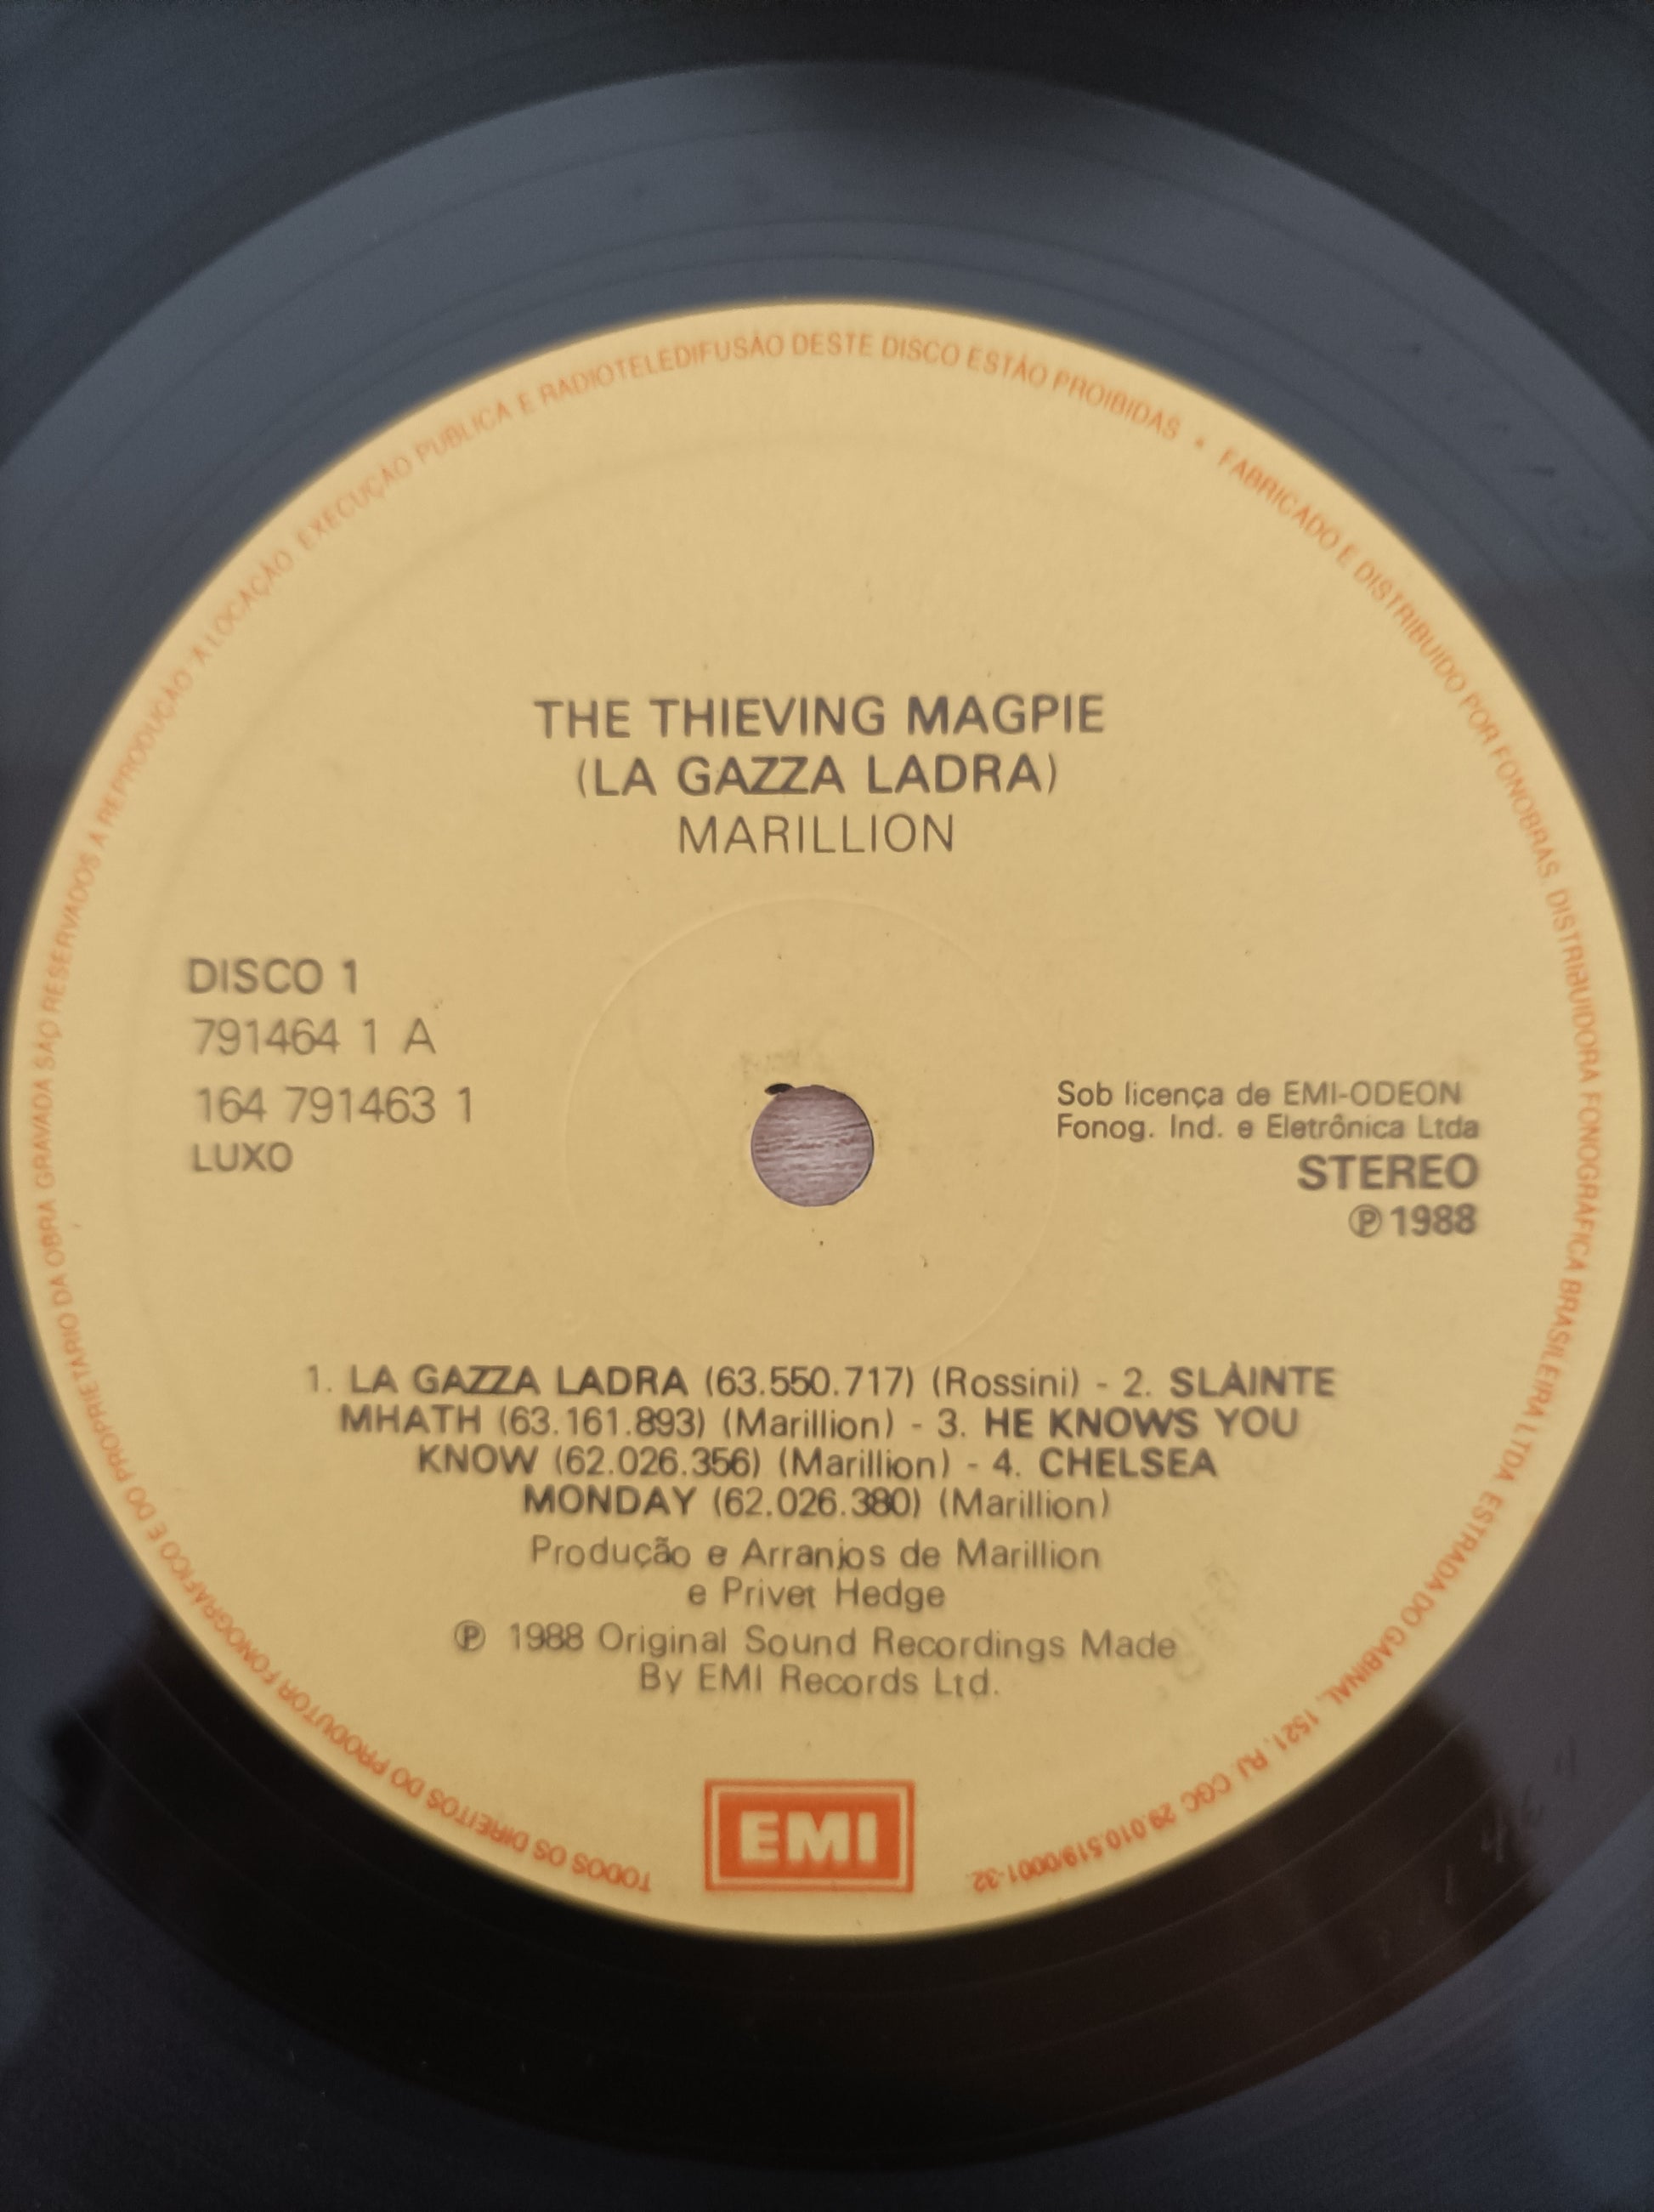 THE THIEVING MAGPIE
(LA GAZZA LADRA)
MARILLION
DISCO 1
791464 1 A
164 791463 1
LUXO
Sob licença de EMI-ODEON
Fonog. Ind. e Eletrônica Ltda
STEREO
℗ 1988
1. LA GAZZA LADRA (63.550.717) (Rossini) - 2. SLÀINTE
MHATH (63.161.893) (Marillion) - 3. HE KNOWS YOU
KNOW (62.026.356) (Marillion) - 4. CHELSEA
MONDAY (62.026.380) (Marillion)
Produção e Arranjos de Marillion
e Privet Hedge
℗ 1988 Original Sound Recordings Made
By EMI Records Ltd.
EMI
TODOS OS DIREITOS DO PRODUTOR FONOGRÁFICO E DO PROPRIETÁRIO DA OBRA GRAVADA SÃO RESERVADOS A REPRODUÇÃO A LOCAÇÃO EXECUÇÃO PÚBLICA E RADIOTELEDIFUSÃO DESTE DISCO ESTÃO PROIBIDAS • FABRICADO E DISTRIBUÍDO POR FONOBRÁS. DISTRIBUIDORA FONOGRÁFICA BRASILEIRA LTDA. ESTRADA DO GABINAL, 1521, RJ. CGC 29.010.519/0001-32.